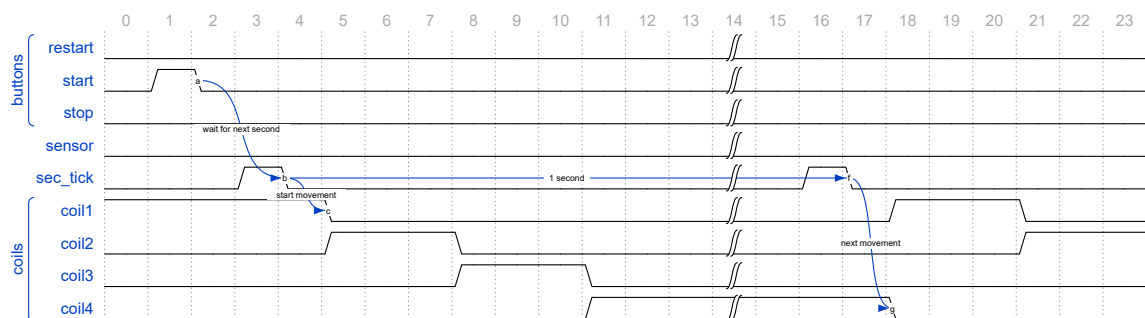 0 1 2 3 4 5 6 7 8 9 10 11 12 13 14 15 16 17 18 19 20 21 22 23
buttons
restart
start
a
stop
wait for next second
sensor
sec_tick
b
1 second
f
start movement
coils
coil1
c
coil2
next movement
coil3
coil4
g